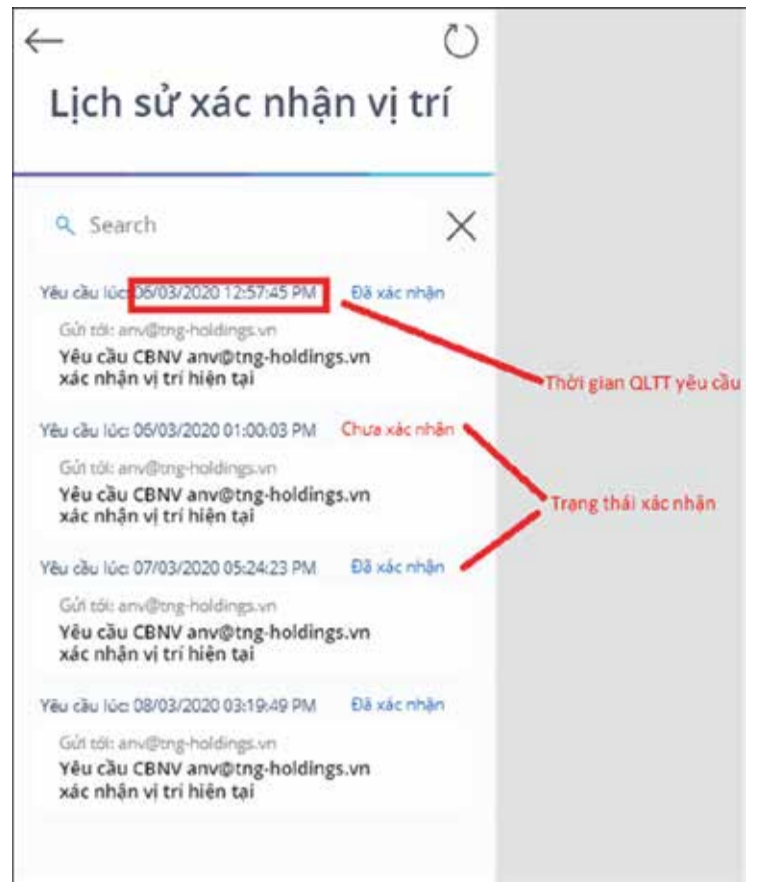 Lịch sử xác nhận vị trí
Search
Yêu cầu lúc: 06/03/2020 12:57:45 PM Đã xác nhận
Gửi tới: anv@tng-holdings.vn
Yêu cầu CBNV anv@tng-holdings.vn
xác nhận vị trí hiện tại
Thời gian QLTT yêu cầu
Yêu cầu lúc: 06/03/2020 01:00:03 PM Chưa xác nhận
Gửi tới: anv@tng-holdings.vn
Yêu cầu CBNV anv@tng-holdings.vn
xác nhận vị trí hiện tại
Trạng thái xác nhận
Yêu cầu lúc: 07/03/2020 05:24:23 PM Đã xác nhận
Gửi tới: anv@tng-holdings.vn
Yêu cầu CBNV anv@tng-holdings.vn
xác nhận vị trí hiện tại
Yêu cầu lúc: 08/03/2020 03:19:49 PM Đã xác nhận
Gửi tới: anv@tng-holdings.vn
Yêu cầu CBNV anv@tng-holdings.vn
xác nhận vị trí hiện tại